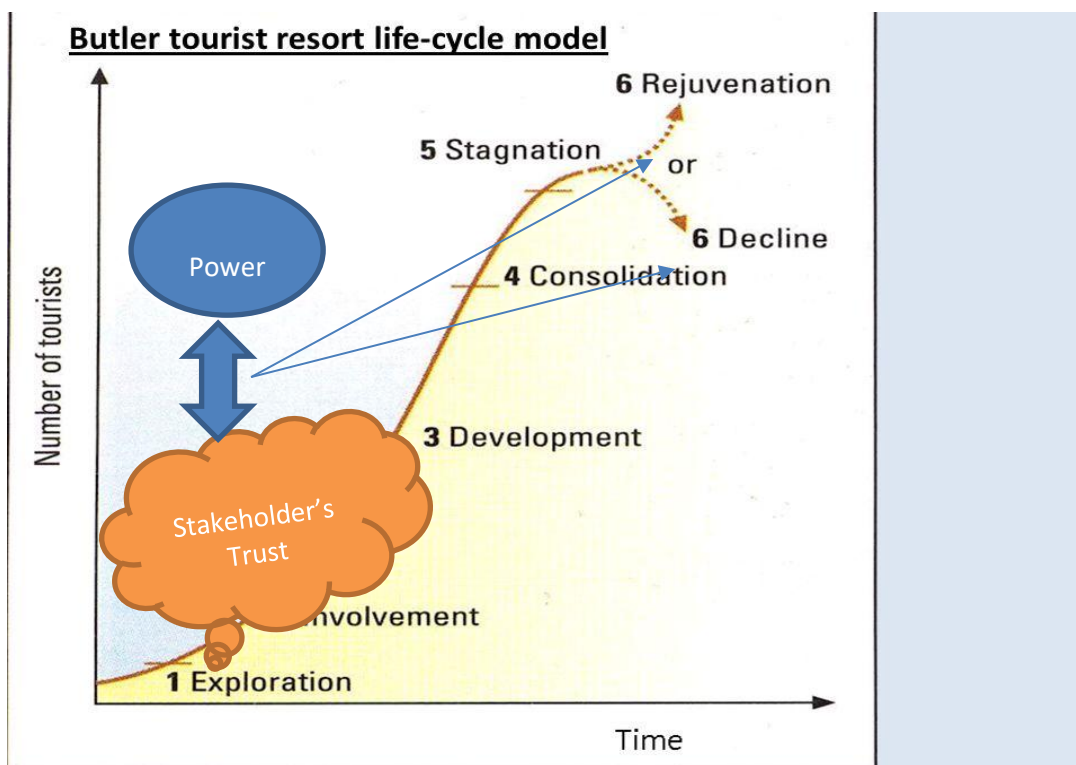 Butler tourist resort life-cycle model
6 Rejuvenation
5 Stagnation
or
6 Decline
Power
4 Consolidation
Number of tourists
3 Development
Stakeholder's
Trust
nvolvement
1 Exploration
Time